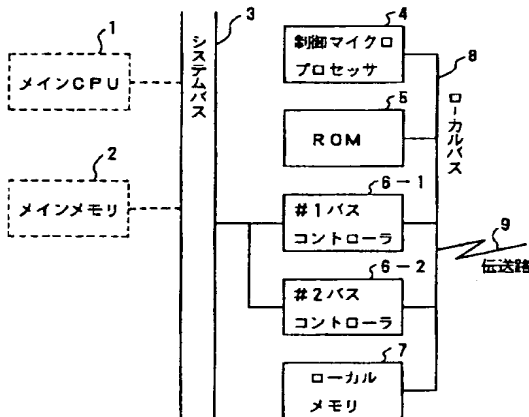 1
メインCPU
2
メインメモリ
システムバス
3
4
制御マイクロ
プロセッサ
5
ROM
6-1
#1バス
コントローラ
6-2
#2バス
コントローラ
7
ローカル
メモリ
8
ローカルバス
9
伝送路